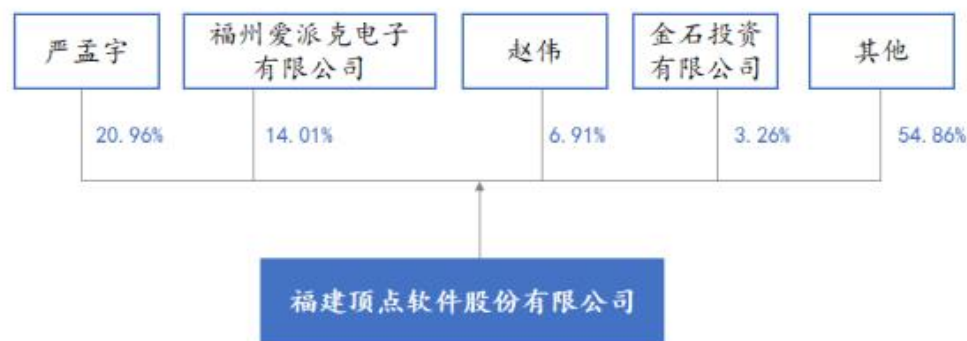 严孟宇
福州爱派克电子
有限公司
赵伟
金石投资
有限公司
其他
20.96%
14.01%
6.91%
3.26%
54.86%
福建顶点软件股份有限公司